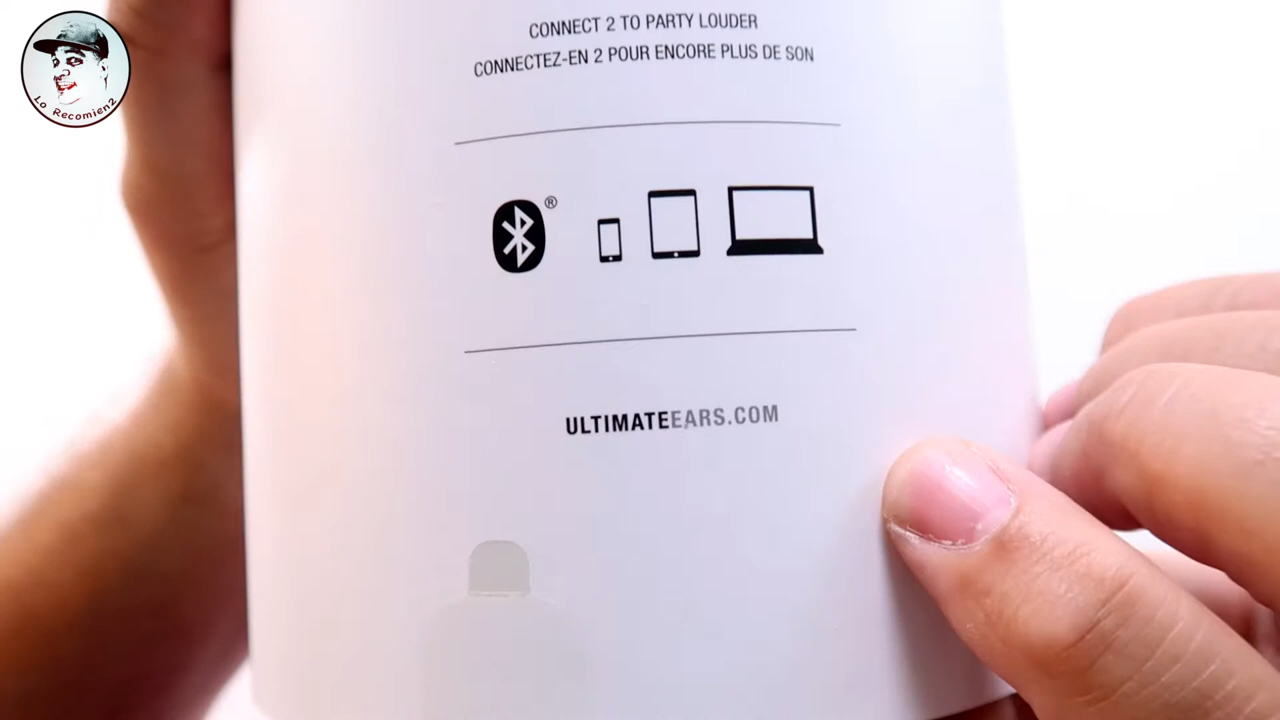 CONNECT 2 TO PARTY LOUDER
CONNECTEZ-EN 2 POUR ENCORE PLUS DE SON
®
ULTIMATEEARS.COM
Lo Recomien2